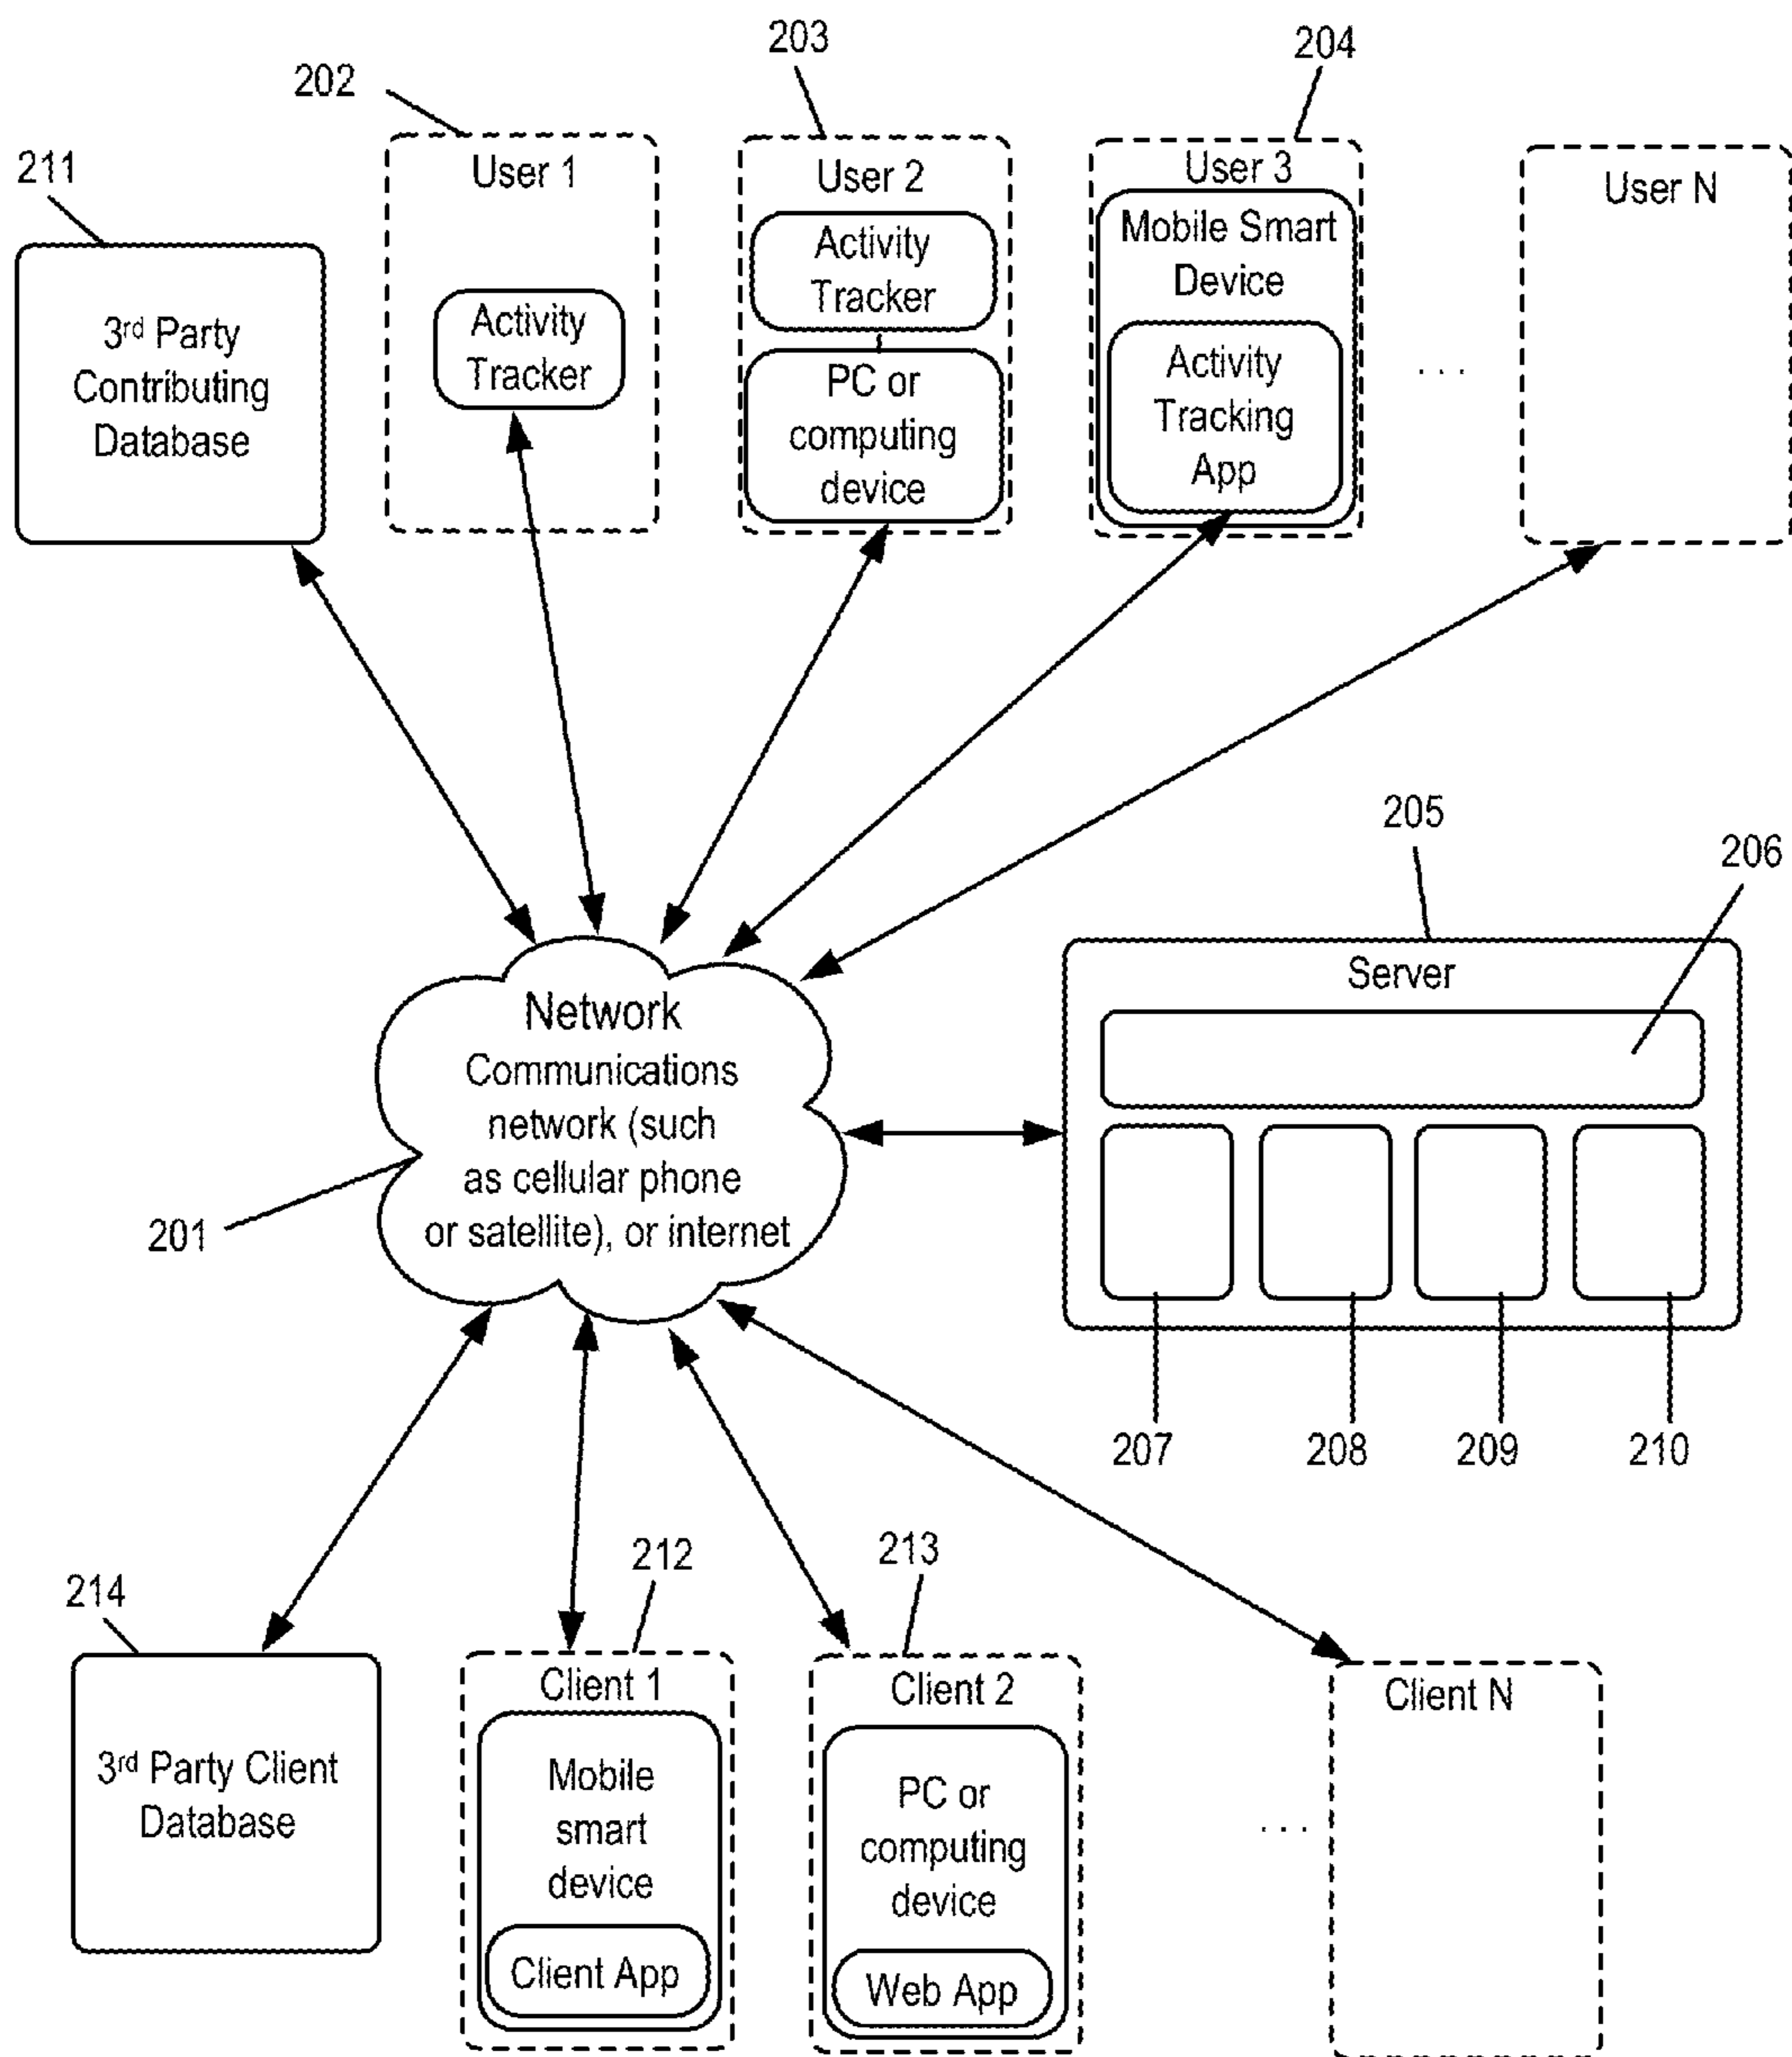 203
204
202
211
User 1
User 2
User 3
User N
3rd Party
Contributing
Database
Activity
Tracker
Activity
Tracker
PC or
computing
device
Mobile Smart
Device
Activity
Tracking
App
. . .
205
206
Server
Network
Communications
network (such
as cellular phone
or satellite), or internet
201
207
208
209
210
214
212
213
3rd Party Client
Database
Client 1
Mobile
smart
device
Client App
Client 2
PC or
computing
device
Web App
. . .
Client N